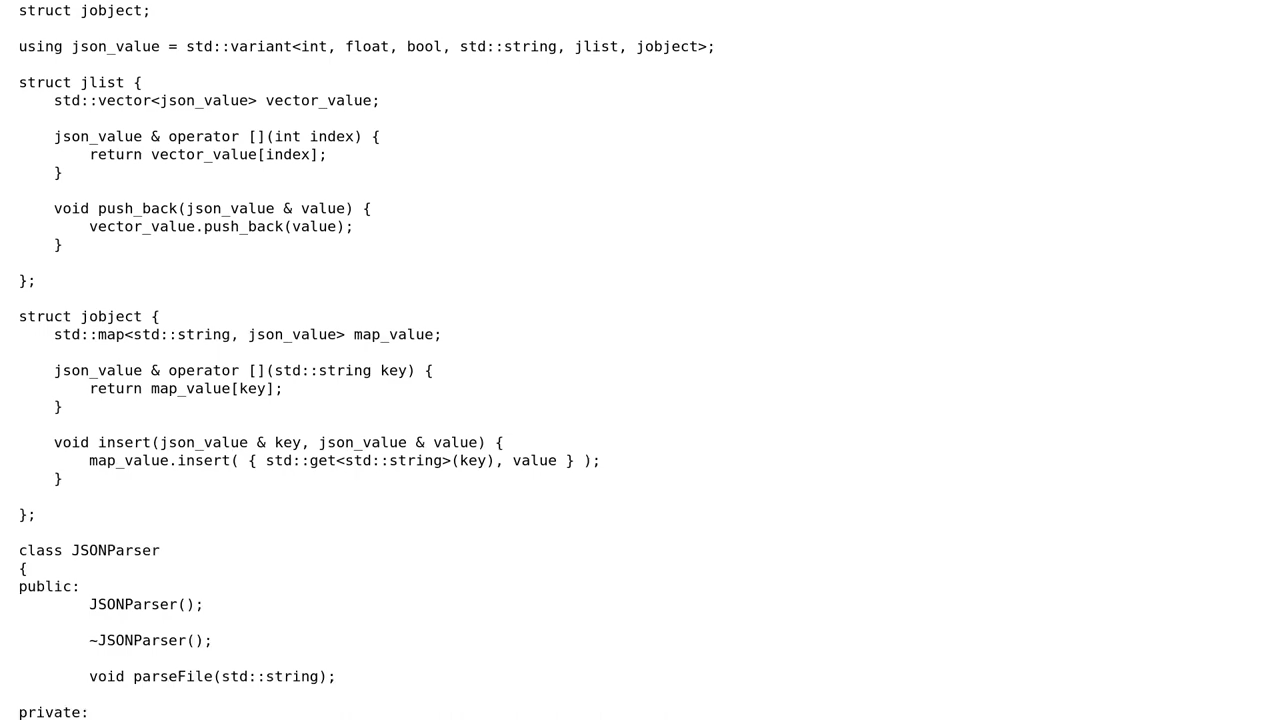 struct jobject;
using json_value = std::variant<int, float, bool, std::string, jlist, jobject>;
struct jlist {
    std::vector<json_value> vector_value;
    json_value & operator [](int index) {
        return vector_value[index];
    }
    void push_back(json_value & value) {
        vector_value.push_back(value);
    }
};
struct jobject {
    std::map<std::string, json_value> map_value;
    json_value & operator [](std::string key) {
        return map_value[key];
    }
    void insert(json_value & key, json_value & value) {
        map_value.insert( { std::get<std::string>(key), value } );
    }
};
class JSONParser
{
public:
        JSONParser();
        ~JSONParser();
        void parseFile(std::string);
private: